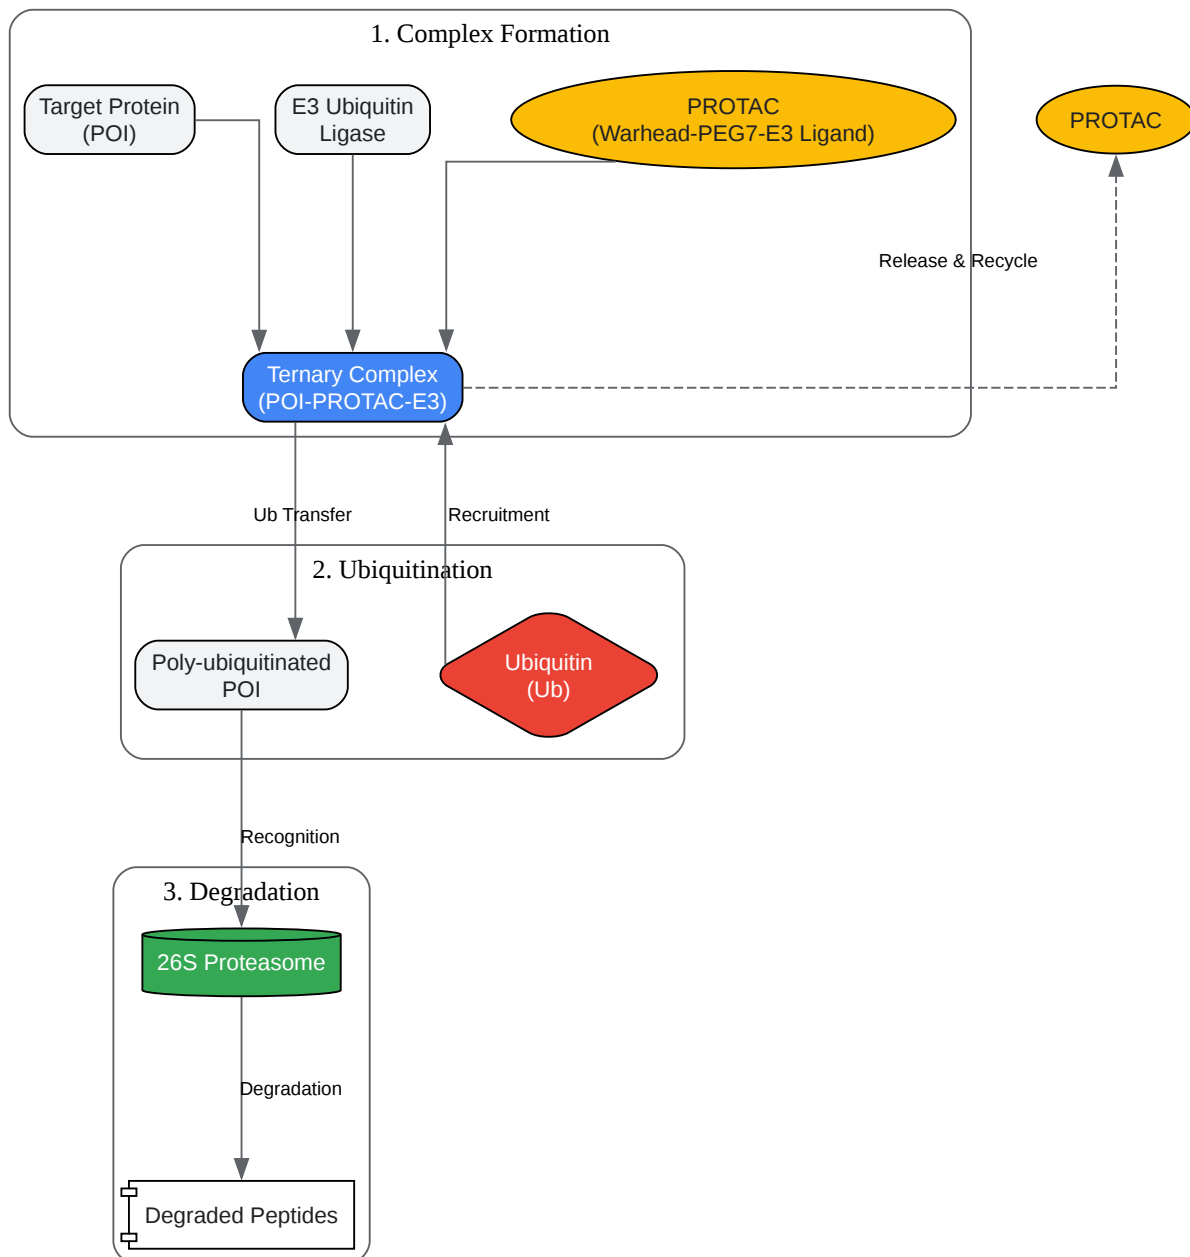 1. Complex Formation
Target Protein
(POI)
E3 Ubiquitin
Ligase
PROTAC
(Warhead-PEG7-E3 Ligand)
PROTAC
Release & Recycle
Ternary Complex
(POI-PROTAC-E3)
Ub Transfer
Recruitment
2. Ubiquitination
Poly-ubiquitinated
POI
Ubiquitin
(Ub)
Recognition
3. Degradation
26S Proteasome
Degradation
Degraded Peptides